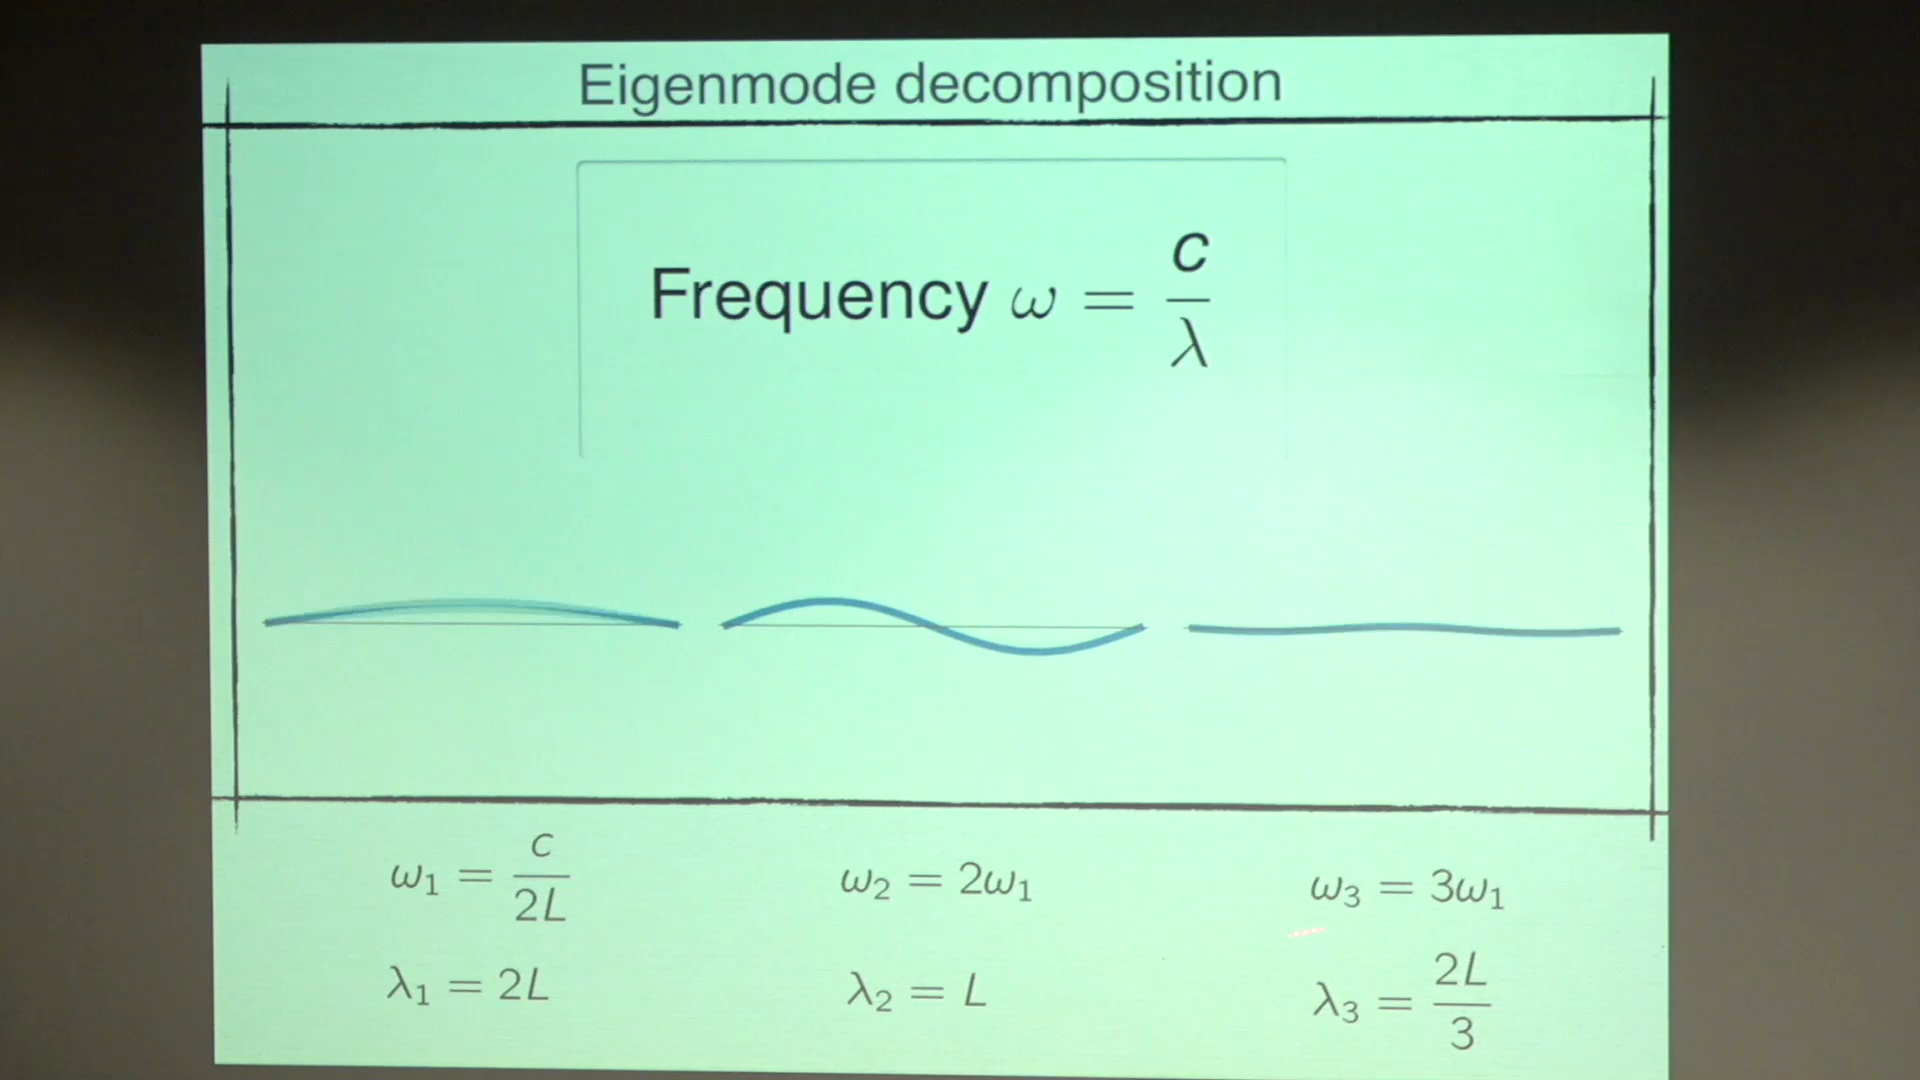 Eigenmode decomposition
Frequency ω = c/λ
ω₁ = c/2L
ω₂ = 2ω₁
ω₃ = 3ω₁
λ₁ = 2L
λ₂ = L
λ₃ = 2L/3